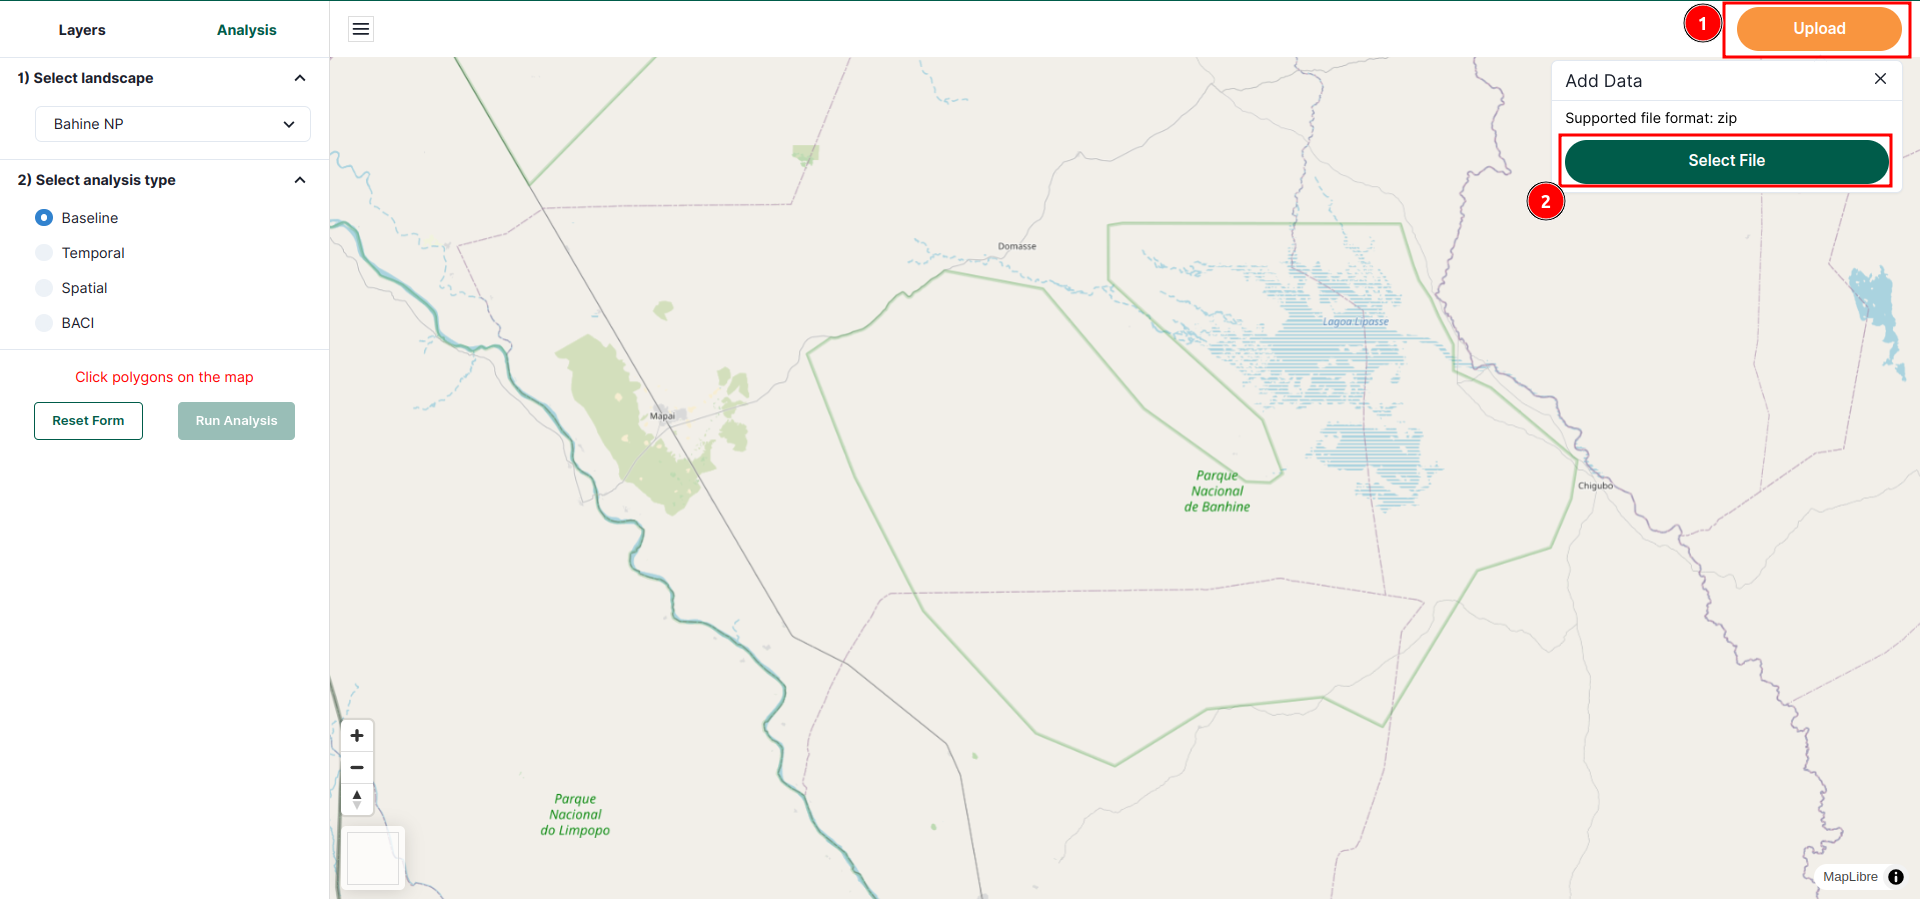 Layers
Analysis
1) Select landscape
Bahine NP
2) Select analysis type
Baseline
Temporal
Spatial
BACI
Click polygons on the map
Reset Form
Run Analysis
1
Upload
Add Data
Supported file format: zip
Select File
2
Domasse
Lagoa Lipasse
Mapai
Parque
Nacional
de Banhine
Chigubo
Parque
Nacional
do Limpopo
MapLibre